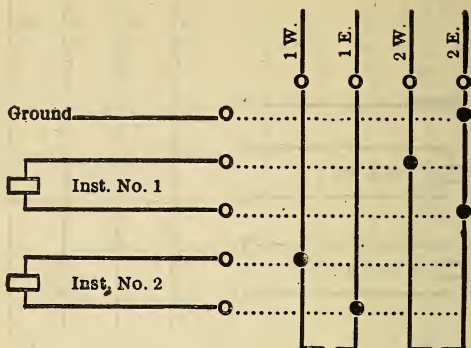 1 W.
1 E.
2 W.
2 E.
Ground
Inst. No. 1
Inst. No. 2